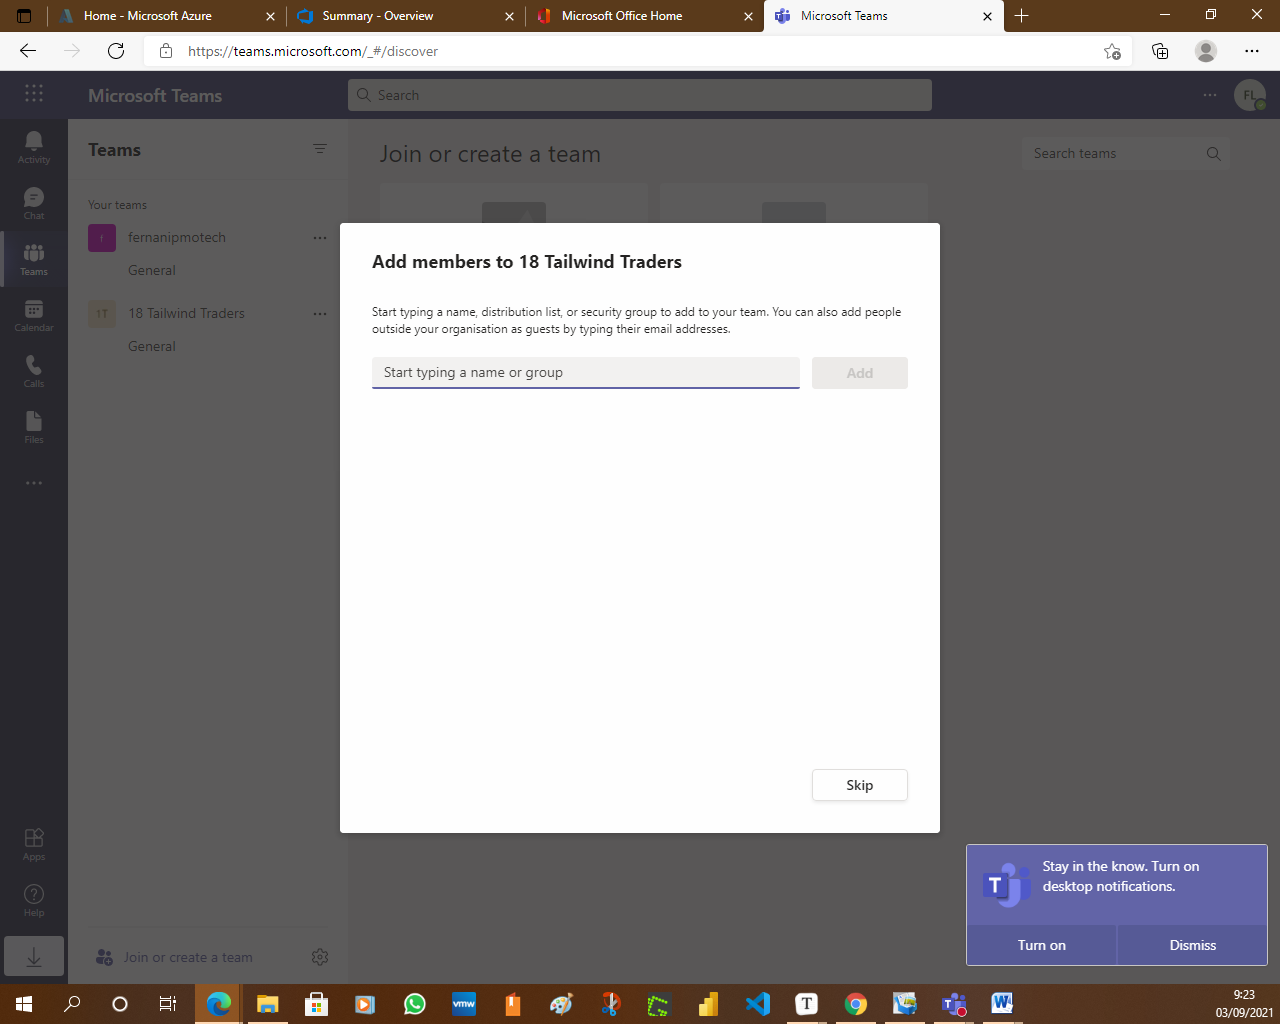 Home - Microsoft Azure
Summary - Overview
Microsoft Office Home
Microsoft Teams
https://teams.microsoft.com/_#/discover
Microsoft Teams
Search
FL
Activity
Chat
Teams
Calendar
Calls
Files
Apps
Help
Teams
Your teams
f
fernanipmotech
General
1T
18 Tailwind Traders
General
Join or create a team
Join or create a team
Search teams
Add members to 18 Tailwind Traders
Start typing a name, distribution list, or security group to add to your team. You can also add people
outside your organisation as guests by typing their email addresses.
Start typing a name or group
Add
Skip
T
Stay in the know. Turn on
desktop notifications.
Turn on
Dismiss
vmw
T
T
W
9:23
03/09/2021